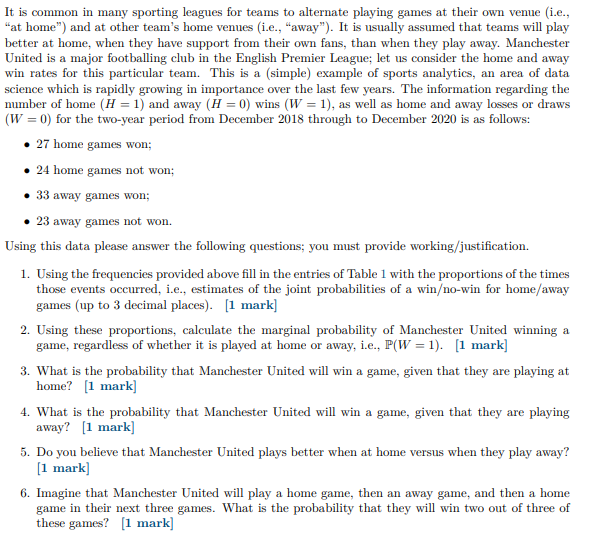 It is common in many sporting leagues for teams to alternate playing games at their own venue (i.e.,
“at home”) and at other team’s home venues (i.e., “away”). It is usually assumed that teams will play
better at home, when they have support from their own fans, than when they play away. Manchester
United is a major footballing club in the English Premier League; let us consider the home and away
win rates for this particular team. This is a (simple) example of sports analytics, an area of data
science which is rapidly growing in importance over the last few years. The information regarding the
number of home (H = 1) and away (H = 0) wins (W = 1), as well as home and away losses or draws
(W = 0) for the two-year period from December 2018 through to December 2020 is as follows:
• 27 home games won;
• 24 home games not won;
• 33 away games won;
• 23 away games not won.
Using this data please answer the following questions; you must provide working/justification.
1. Using the frequencies provided above fill in the entries of Table 1 with the proportions of the times
those events occurred, i.e., estimates of the joint probabilities of a win/no-win for home/away
games (up to 3 decimal places). [1 mark]
2. Using these proportions, calculate the marginal probability of Manchester United winning a
game, regardless of whether it is played at home or away, i.e., ℙ(W = 1). [1 mark]
3. What is the probability that Manchester United will win a game, given that they are playing at
home? [1 mark]
4. What is the probability that Manchester United will win a game, given that they are playing
away? [1 mark]
5. Do you believe that Manchester United plays better when at home versus when they play away?
[1 mark]
6. Imagine that Manchester United will play a home game, then an away game, and then a home
game in their next three games. What is the probability that they will win two out of three of
these games? [1 mark]